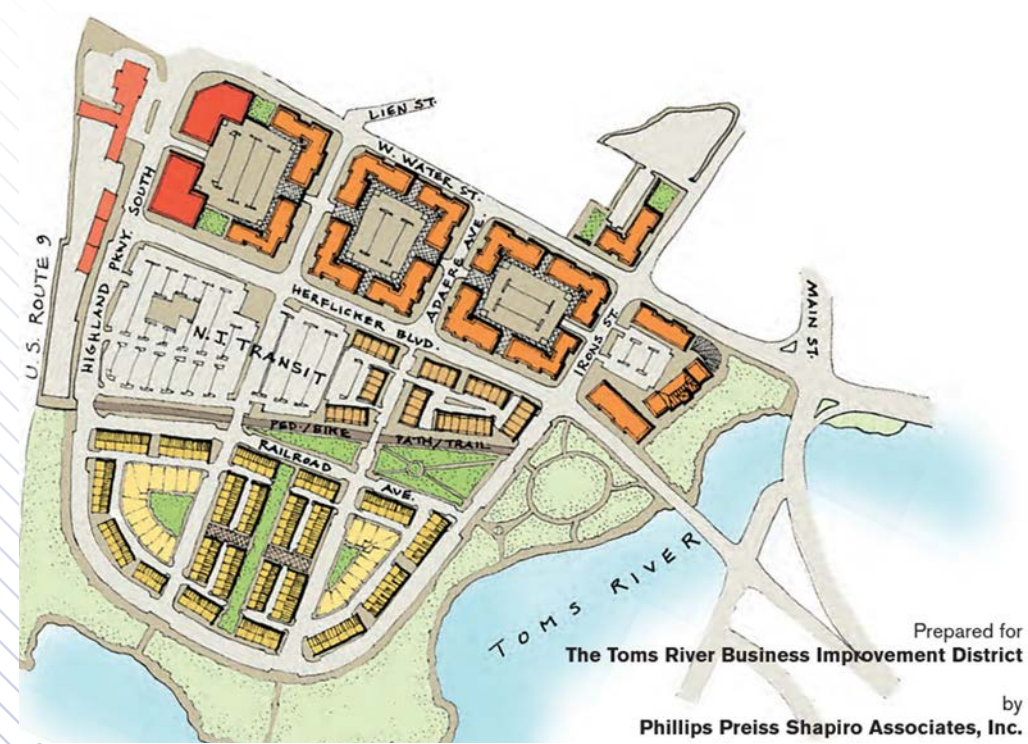 LIEN ST.
W. WATER ST.
U.S. ROUTE 9
HIGHLAND PKWY. SOUTH
ADAFRE AVE.
HERFLICKER BLVD.
N.J. TRANSIT
IRONS ST.
MAIN ST.
PED./BIKE PATH/TRAIL
RAILROAD AVE.
TOMS RIVER
Prepared for
The Toms River Business Improvement District
by
Phillips Preiss Shapiro Associates, Inc.